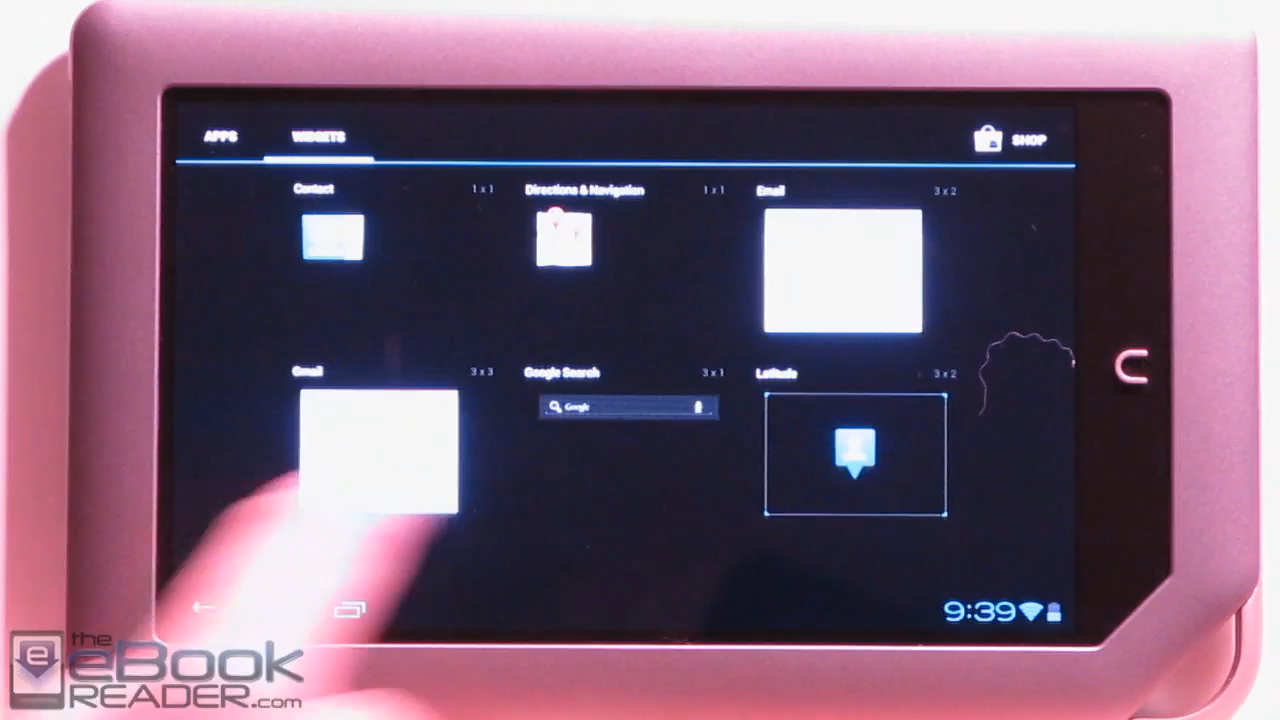 APPS WIDGETS SHOP
Contact 1 x 1 Directions & Navigation 1 x 1 Email 3 x 2
Gmail 3 x 3 Google Search 3 x 1 Latitude 3 x 2
Google
9:39
e the
eBook
READER.com